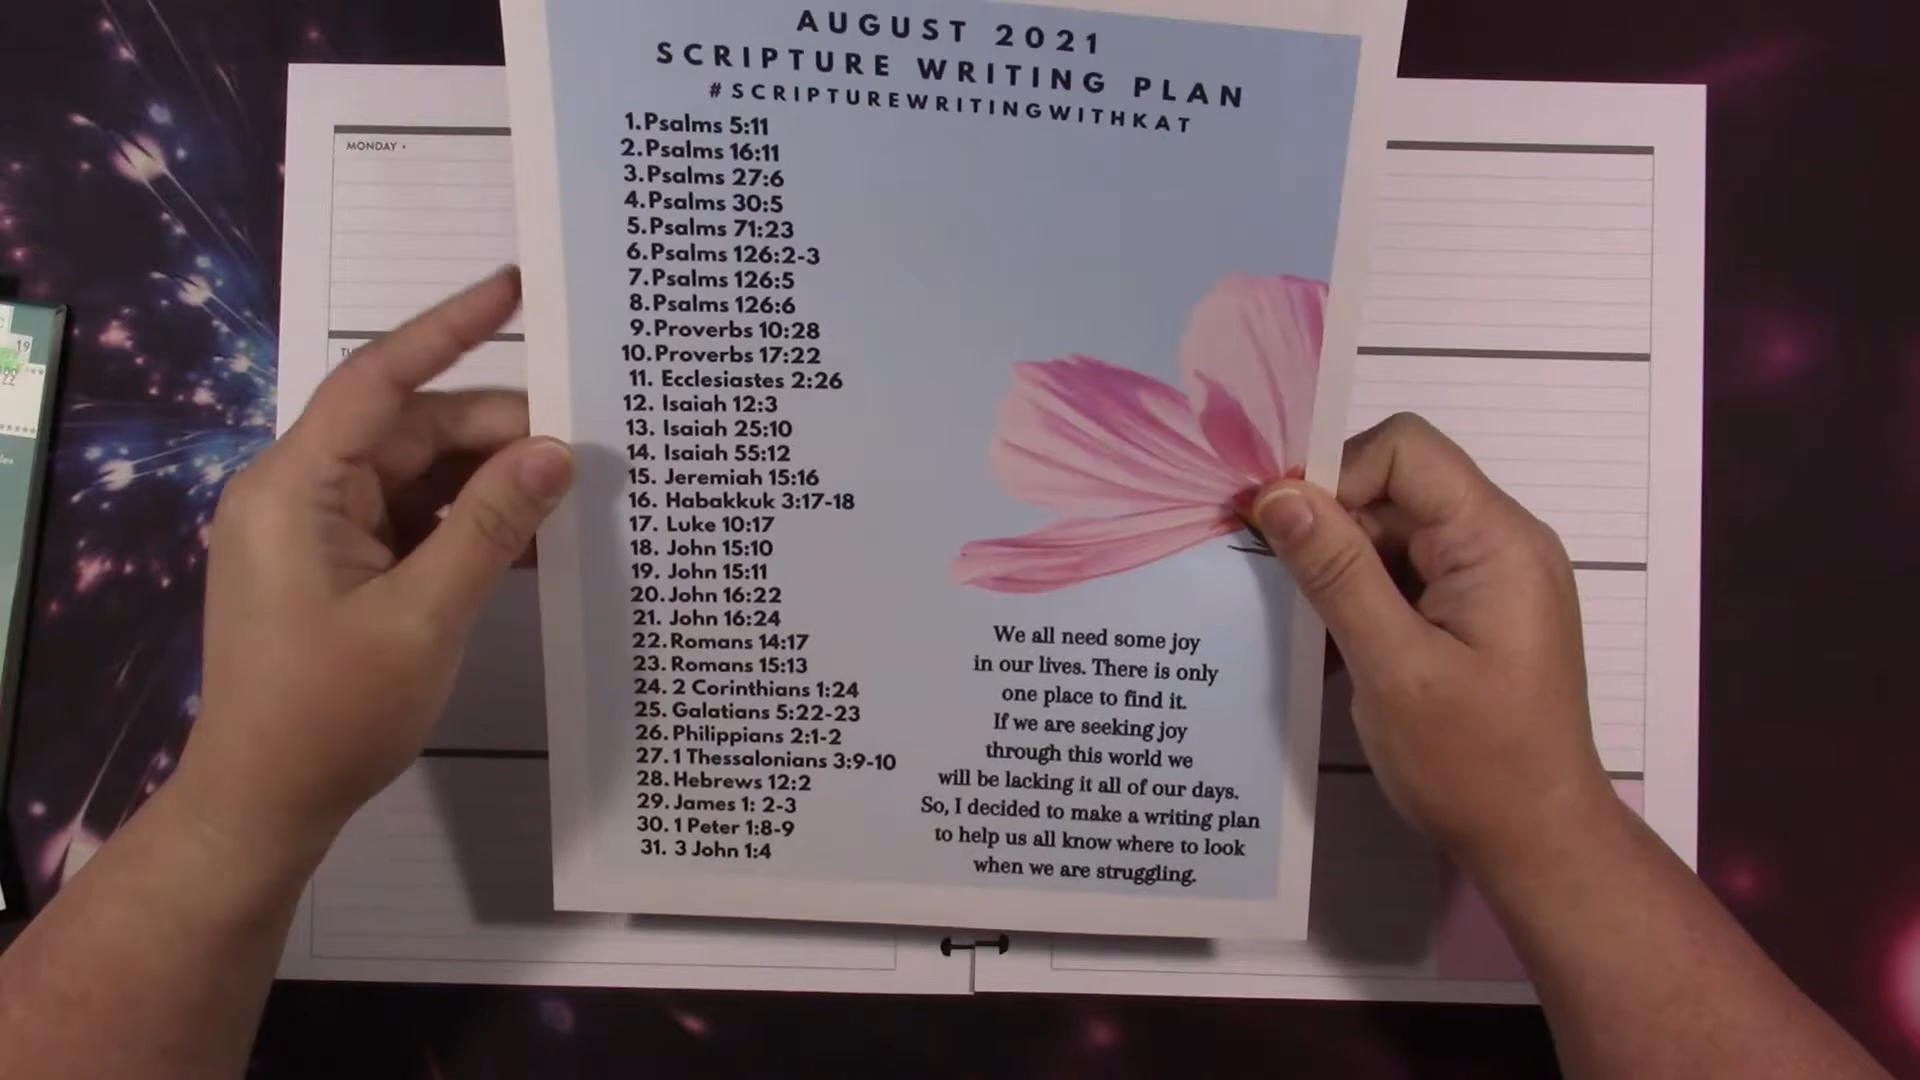 AUGUST 2021
SCRIPTURE WRITING PLAN
#SCRIPTUREWRITINGWITHKAT
1.Psalms 5:11
2.Psalms 16:11
3.Psalms 27:6
4.Psalms 30:5
5.Psalms 71:23
6.Psalms 126:2-3
7.Psalms 126:5
8.Psalms 126:6
9.Proverbs 10:28
10.Proverbs 17:22
11. Ecclesiastes 2:26
12. Isaiah 12:3
13. Isaiah 25:10
14. Isaiah 55:12
15. Jeremiah 15:16
16. Habakkuk 3:17-18
17. Luke 10:17
18. John 15:10
19. John 15:11
20. John 16:22
21. John 16:24
22.Romans 14:17
23. Romans 15:13
24. 2 Corinthians 1:24
25. Galatians 5:22-23
26. Philippians 2:1-2
27. 1 Thessalonians 3:9-10
28. Hebrews 12:2
29. James 1: 2-3
30. 1 Peter 1:8-9
31. 3 John 1:4
We all need some joy
in our lives. There is only
one place to find it.
If we are seeking joy
through this world we
will be lacking it all of our days.
So, I decided to make a writing plan
to help us all know where to look
when we are struggling.
MONDAY •
19
22